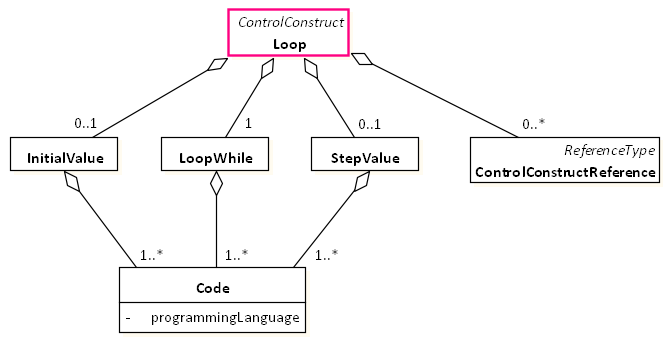 ControlConstruct
Loop
0..1
1
0..1
0..*
InitialValue
LoopWhile
StepValue
ReferenceType
ControlConstructReference
1..*
1..*
1..*
Code
- programmingLanguage